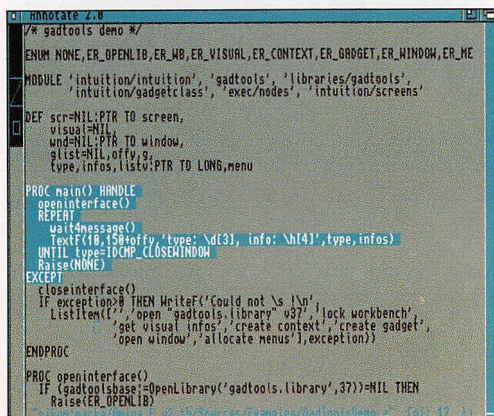 Annotate 2.0
/* gadtools demo */
ENUM NONE,ER_OPENLIB,ER_WB,ER_VISUAL,ER_CONTEXT,ER_GADGET,ER_WINDOW,ER_ME
MODULE 'intuition/intuition', 'gadtools', 'libraries/gadtools',
'intuition/gadgetclass', 'exec/nodes', 'intuition/screens'
DEF scr=NIL:PTR TO screen,
visual=NIL,
wnd=NIL:PTR TO window,
glist=NIL,offy,g,
type,infos,listv:PTR TO LONG,menu
PROC main() HANDLE
openinterface()
REPEAT
wait4message()
TextF(10,150+offy,'type: \d[3], info: \h[4]',type,infos)
UNTIL type=IDCMP_CLOSEWINDOW
Raise(NONE)
EXCEPT
closeinterface()
IF exception>0 THEN WriteF('Could not \s !\n',
ListItem(['','open "gadtools.library" v37','lock workbench',
'get visual infos','create context','create gadget',
'open window','allocate menus'],exception))
ENDPROC
PROC openinterface()
IF (gadtoolsbase:=OpenLibrary('gadtools.library',37))=NIL THEN
Raise(ER_OPENLIB)